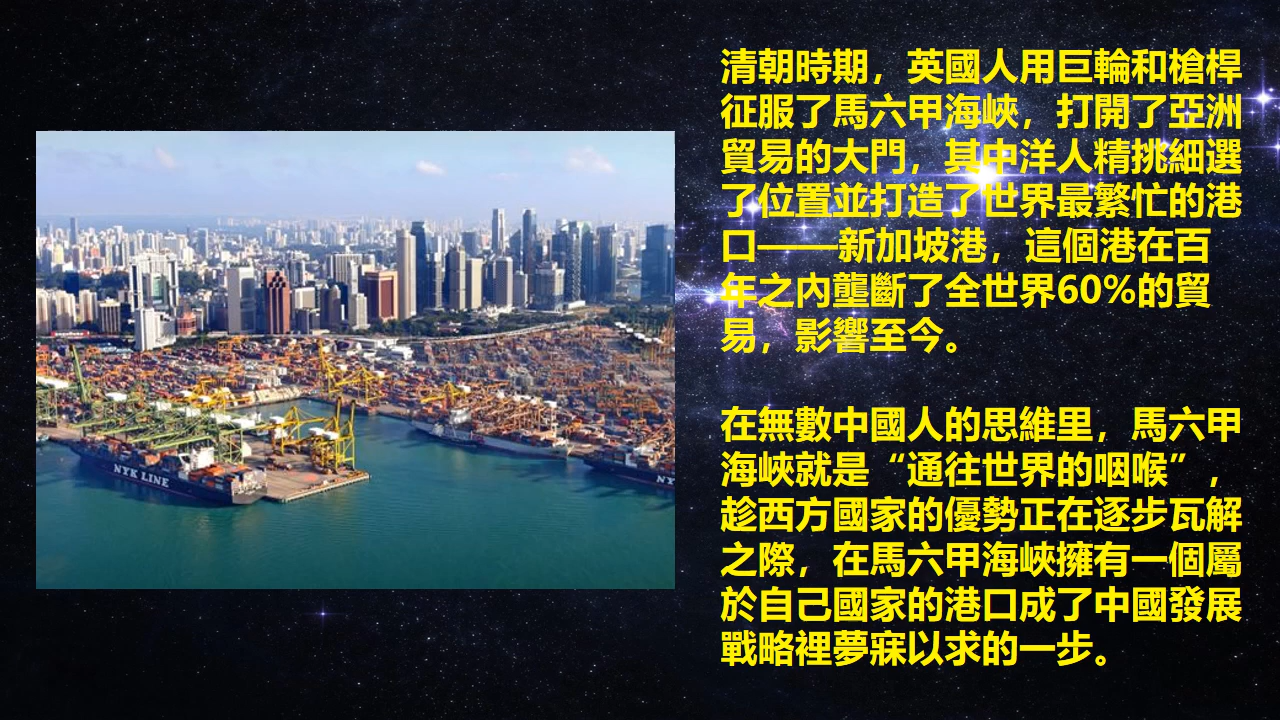 清朝時期，英國人用巨輪和槍桿
征服了馬六甲海峽，打開了亞洲
貿易的大門，其中洋人精挑細選
了位置並打造了世界最繁忙的港
口——新加坡港，這個港在百
年之內壟斷了全世界60%的貿
易，影響至今。
在無數中國人的思維里，馬六甲
海峽就是“通往世界的咽喉”，
趁西方國家的優勢正在逐步瓦解
之際，在馬六甲海峽擁有一個屬
於自己國家的港口成了中國發展
戰略裡夢寐以求的一步。
NYK LINE
NYK